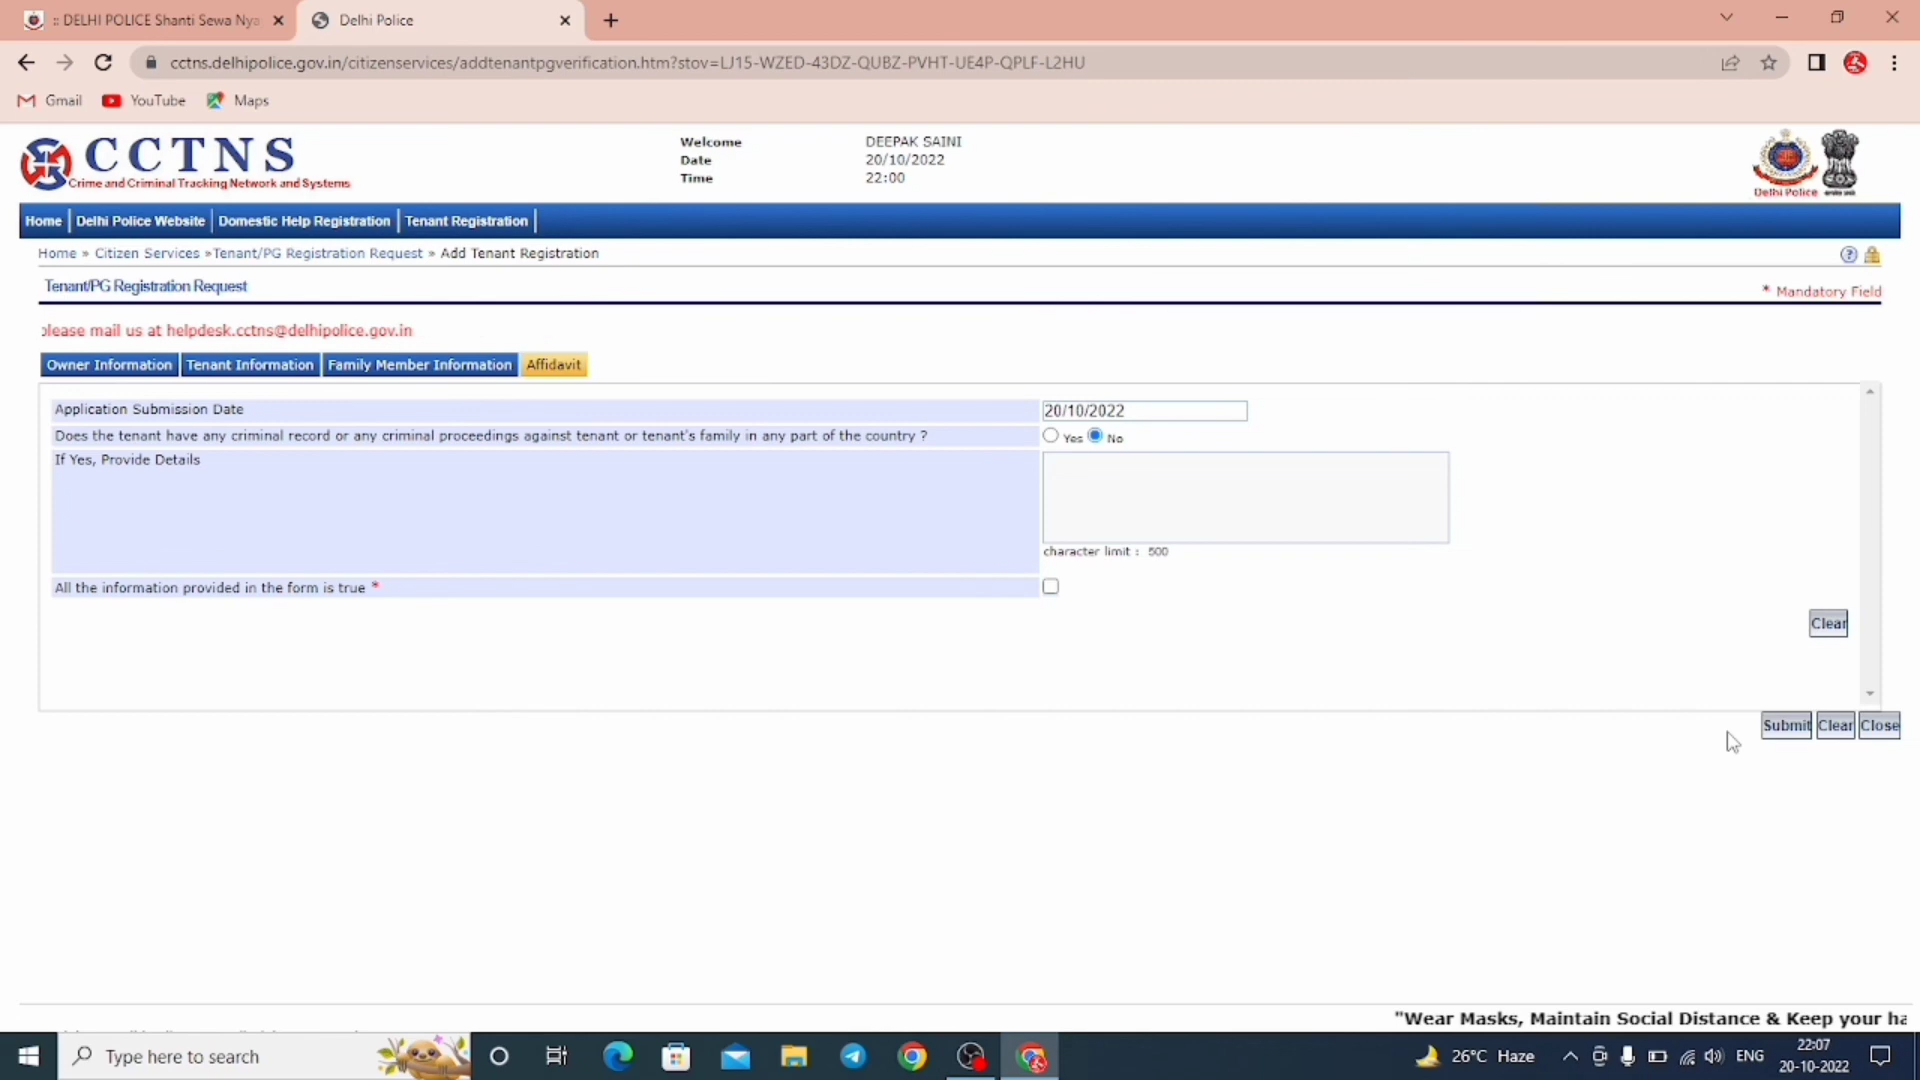 :: DELHI POLICE Shanti Sewa Nya
Delhi Police
cctns.delhipolice.gov.in/citizenservices/addtenantpgverification.htm?stov=LJ15-WZED-43DZ-QUBZ-PVHT-UE4P-QPLF-L2HU
Gmail YouTube Maps
CCTNS
Crime and Criminal Tracking Network and Systems
Welcome DEEPAK SAINI
Date 20/10/2022
Time 22:00
Delhi Police
Home Delhi Police Website Domestic Help Registration Tenant Registration
Home » Citizen Services »Tenant/PG Registration Request » Add Tenant Registration
Tenant/PG Registration Request
* Mandatory Field
please mail us at helpdesk.cctns@delhipolice.gov.in
Owner Information Tenant Information Family Member Information Affidavit
Application Submission Date 20/10/2022
Does the tenant have any criminal record or any criminal proceedings against tenant or tenant's family in any part of the country ? Yes No
If Yes, Provide Details
character limit : 500
All the information provided in the form is true *
Clear
Submit Clear Close
"Wear Masks, Maintain Social Distance & Keep your ha
Type here to search
26°C Haze
ENG
22:07
20-10-2022